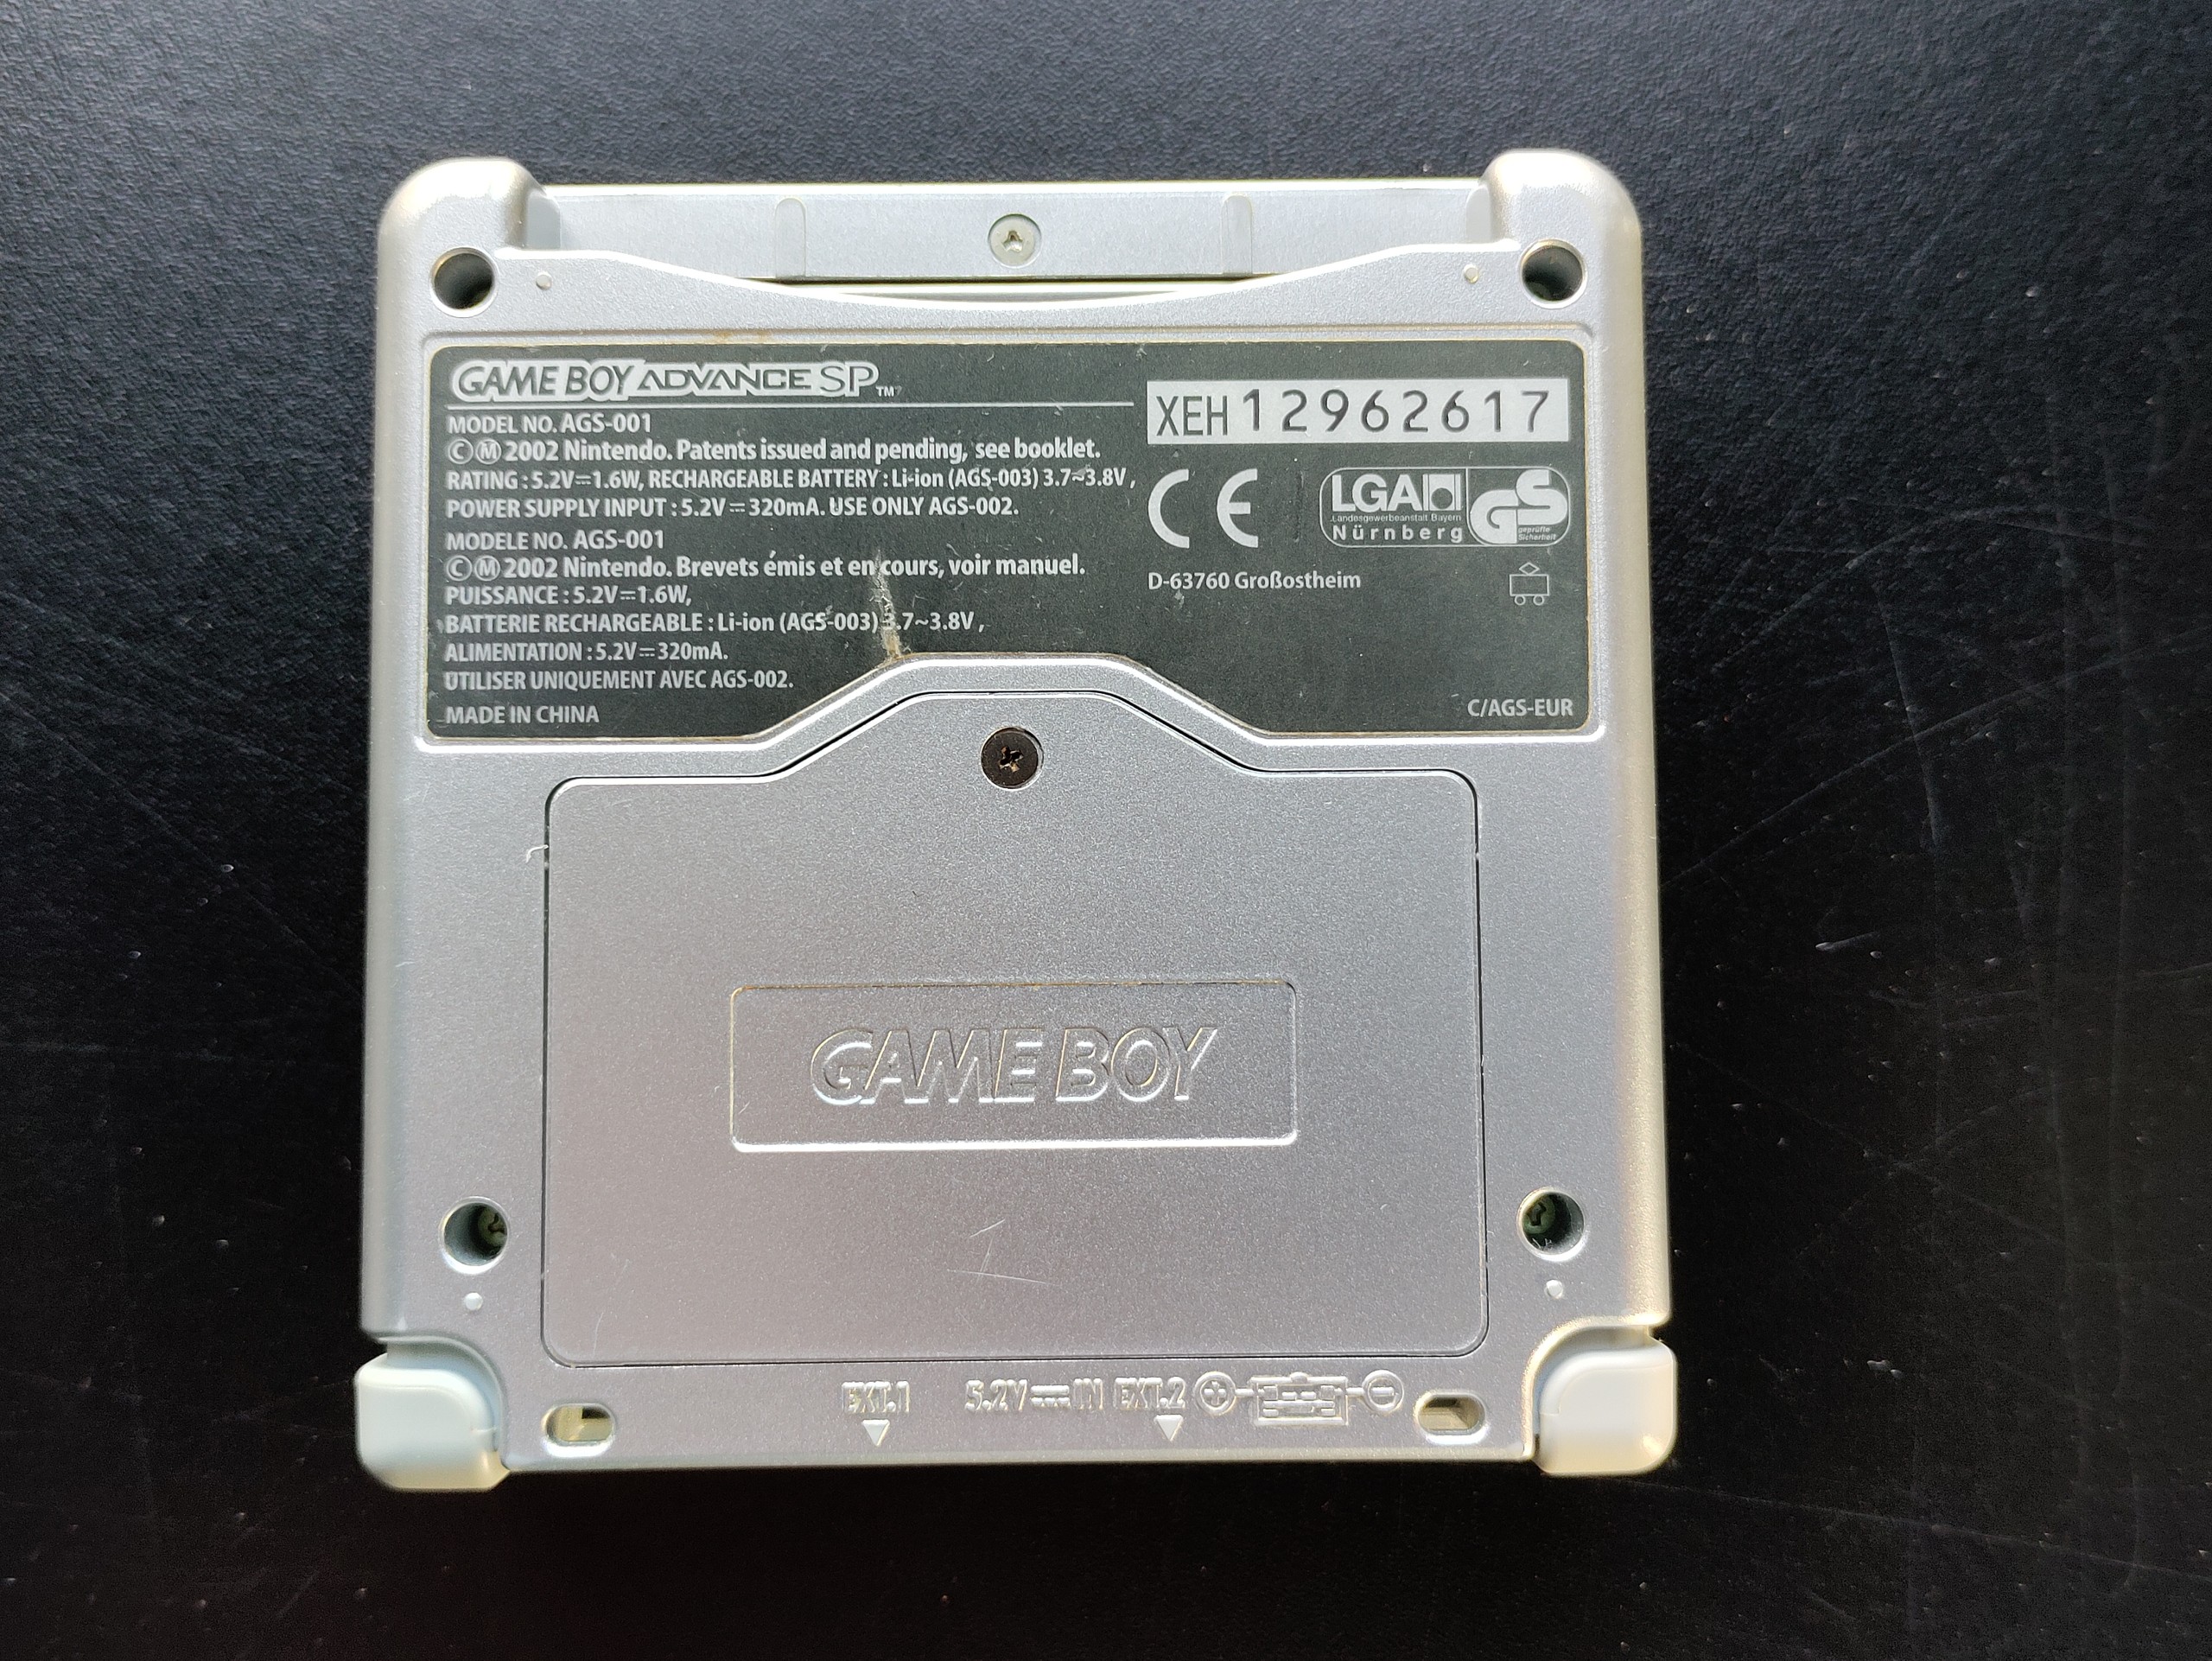 GAME BOY ADVANCE SP TM
MODEL NO. AGS-001
©Ⓜ 2002 Nintendo. Patents issued and pending, see booklet.
RATING : 5.2V⎓1.6W, RECHARGEABLE BATTERY : Li-ion (AGS-003) 3.7~3.8V ,
POWER SUPPLY INPUT : 5.2V⎓320mA. USE ONLY AGS-002.
MODELE NO. AGS-001
©Ⓜ 2002 Nintendo. Brevets émis et en cours, voir manuel.
PUISSANCE : 5.2V⎓1.6W,
BATTERIE RECHARGEABLE : Li-ion (AGS-003) 3.7~3.8V ,
ALIMENTATION : 5.2V⎓320mA.
UTILISER UNIQUEMENT AVEC AGS-002.
MADE IN CHINA
XEH12962617
CE
LGA
Landesgewerbeanstalt Bayern
Nürnberg
GS
geprüfte
Sicherheit
D-63760 Großostheim
C/AGS-EUR
GAME BOY
EXT.1 5.2V⎓IN EXT.2